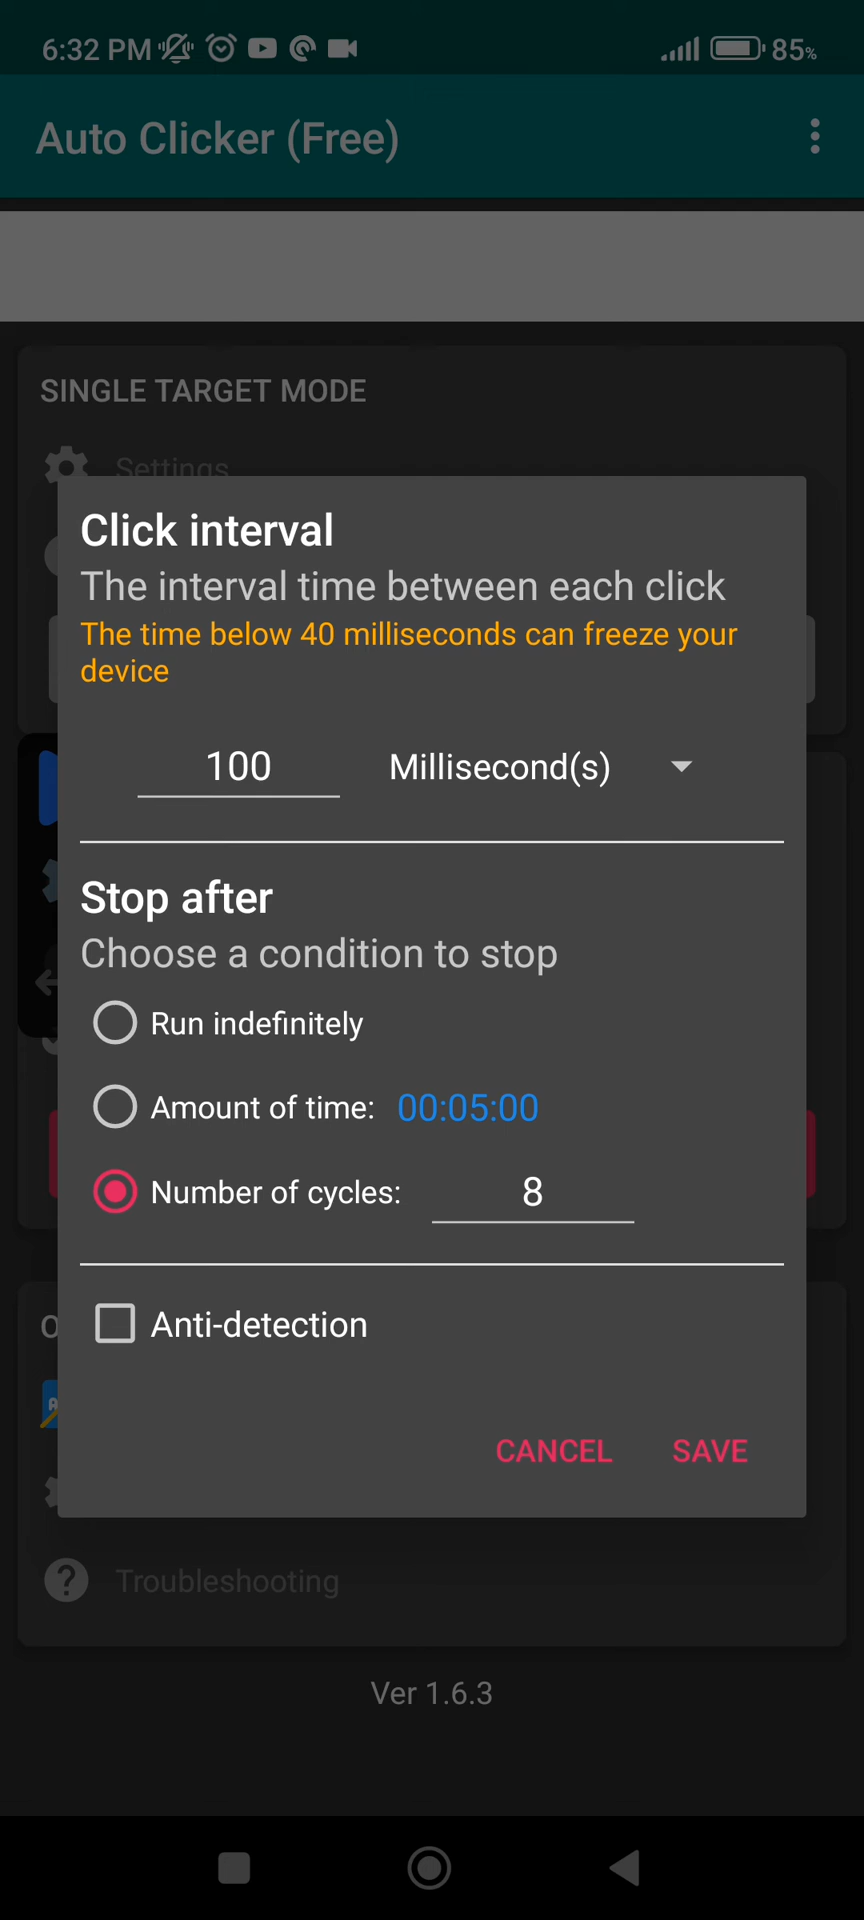 6:32 PM 85%
Auto Clicker (Free)
SINGLE TARGET MODE
Settings
Click interval
The interval time between each click
The time below 40 milliseconds can freeze your
device
100 Millisecond(s)
Stop after
Choose a condition to stop
Run indefinitely
Amount of time: 00:05:00
Number of cycles: 8
Anti-detection
CANCEL SAVE
Troubleshooting
Ver 1.6.3